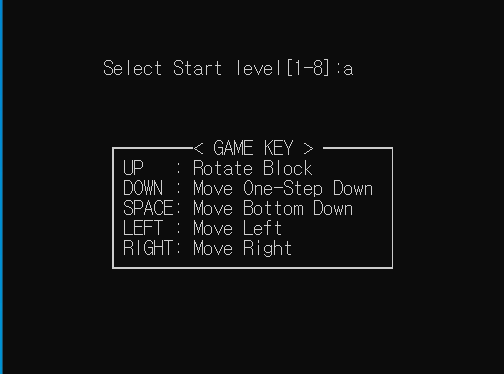 Select Start level[1-8]:a
< GAME KEY >
UP   : Rotate Block
DOWN : Move One-Step Down
SPACE: Move Bottom Down
LEFT : Move Left
RIGHT: Move Right